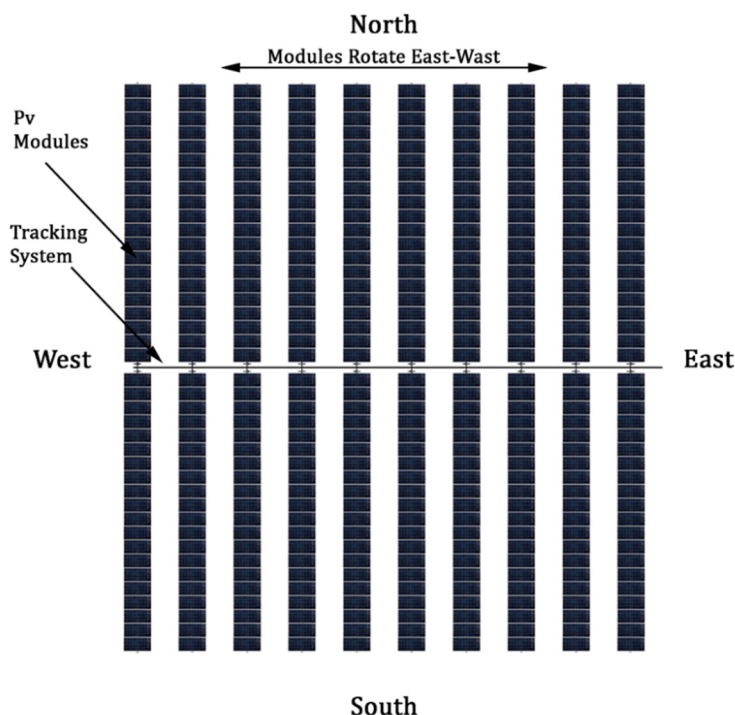 North
Modules Rotate East-Wast
Pv
Modules
Tracking
System
West
East
South